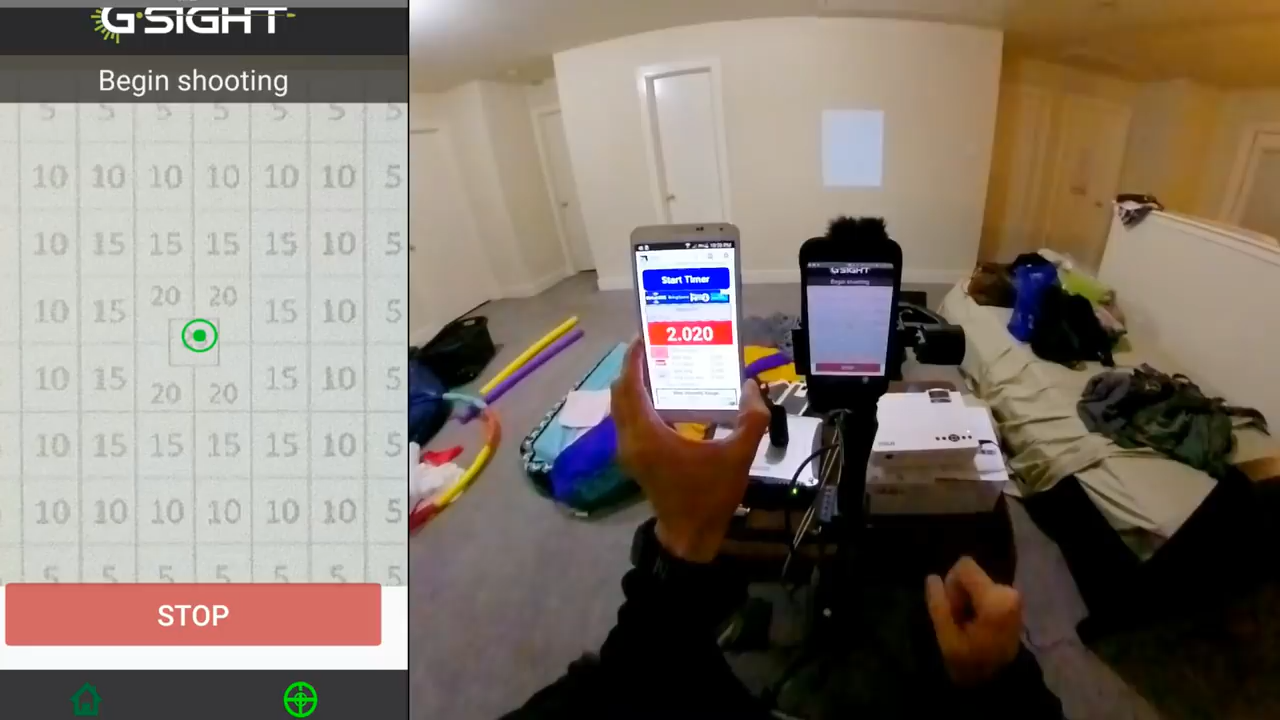 G·SIGHT
Begin shooting
5 5 5 5 5 5 5
10 10 10 10 10 10 5
10 15 15 15 15 10 5
20 20
10 15 15 10 5
10 15 15 10 5
20 20
10 15 15 15 15 10 5
10 10 10 10 10 10 5
5 5 5 5 5 5 5
STOP
Start Timer
2.020
G·SIGHT
Begin shooting